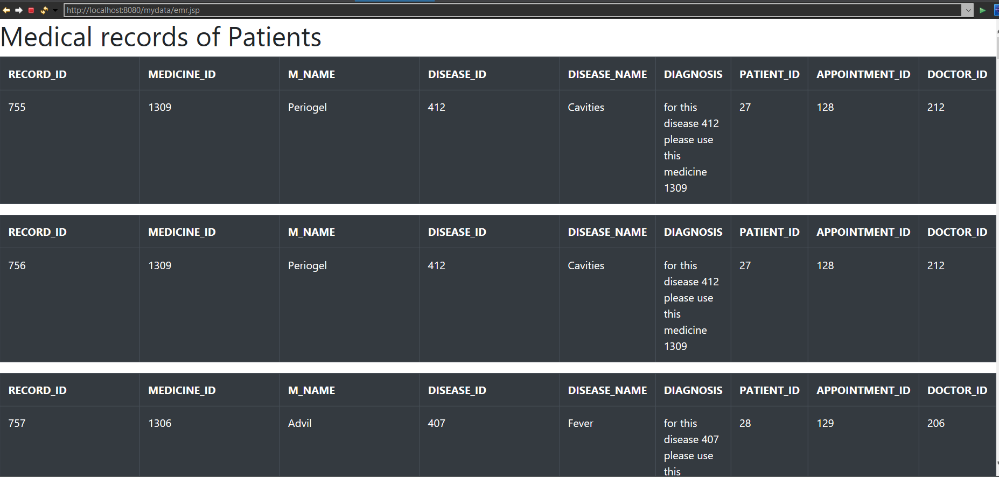 http://localhost:8080/mydata/emr.jsp
Medical records of Patients
RECORD_ID MEDICINE_ID M_NAME DISEASE_ID DISEASE_NAME DIAGNOSIS PATIENT_ID APPOINTMENT_ID DOCTOR_ID
755 1309 Periogel 412 Cavities for this 27 128 212
disease 412
please use
this
medicine
1309
RECORD_ID MEDICINE_ID M_NAME DISEASE_ID DISEASE_NAME DIAGNOSIS PATIENT_ID APPOINTMENT_ID DOCTOR_ID
756 1309 Periogel 412 Cavities for this 27 128 212
disease 412
please use
this
medicine
1309
RECORD_ID MEDICINE_ID M_NAME DISEASE_ID DISEASE_NAME DIAGNOSIS PATIENT_ID APPOINTMENT_ID DOCTOR_ID
757 1306 Advil 407 Fever for this 28 129 206
disease 407
please use
this